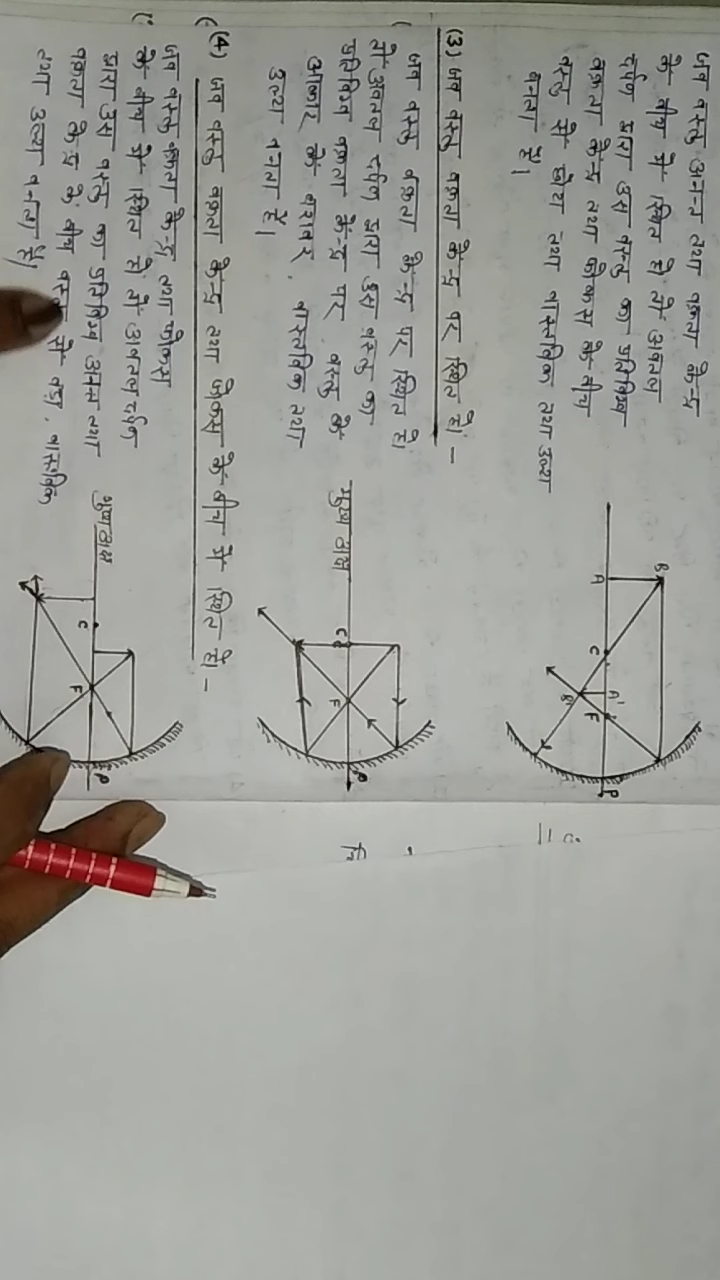 जब वस्तु अनन्त तथा वक्रता केन्द्र
के बीच में स्थित हो तो अवतल
दर्पण द्वारा उस वस्तु का प्रतिबिम्ब
वक्रता केन्द्र तथा फोकस के बीच
वस्तु से छोटा तथा वास्तविक तथा उल्टा
बनता है।
B
A
C
A'
B'
F
P
(3) जब वस्तु वक्रता केन्द्र पर स्थित हो -
जब वस्तु वक्रता केन्द्र पर स्थित हो
तो अवतल दर्पण द्वारा उस वस्तु का
प्रतिबिम्ब वक्रता केन्द्र पर वस्तु के
आकार के बराबर, वास्तविक तथा
उल्टा बनता है।
मुख्य अक्ष
C
F
P
(4) जब वस्तु वक्रता केन्द्र तथा फोकस के बीच में स्थित हो -
जब वस्तु वक्रता केन्द्र तथा फोकस
के बीच में स्थित हो तो अवतल दर्पण
द्वारा उस वस्तु का प्रतिबिम्ब अनन्त तथा
वक्रता केन्द्र के बीच वस्तु से बड़ा, वास्तविक
तथा उल्टा बनता है।
मुख्य अक्ष
C
F
P